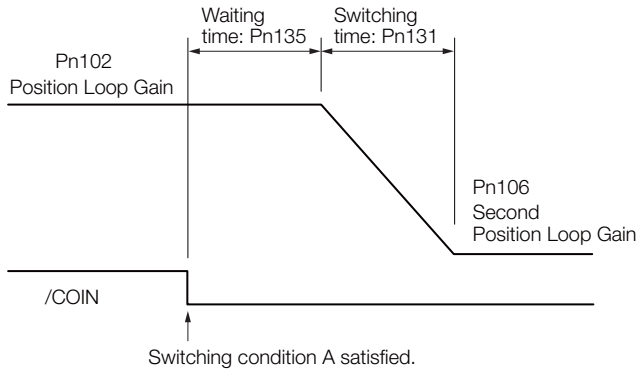 Waiting
time: Pn135
Switching
time: Pn131
Pn102
Position Loop Gain
Pn106
Second
Position Loop Gain
/COIN
Switching condition A satisfied.